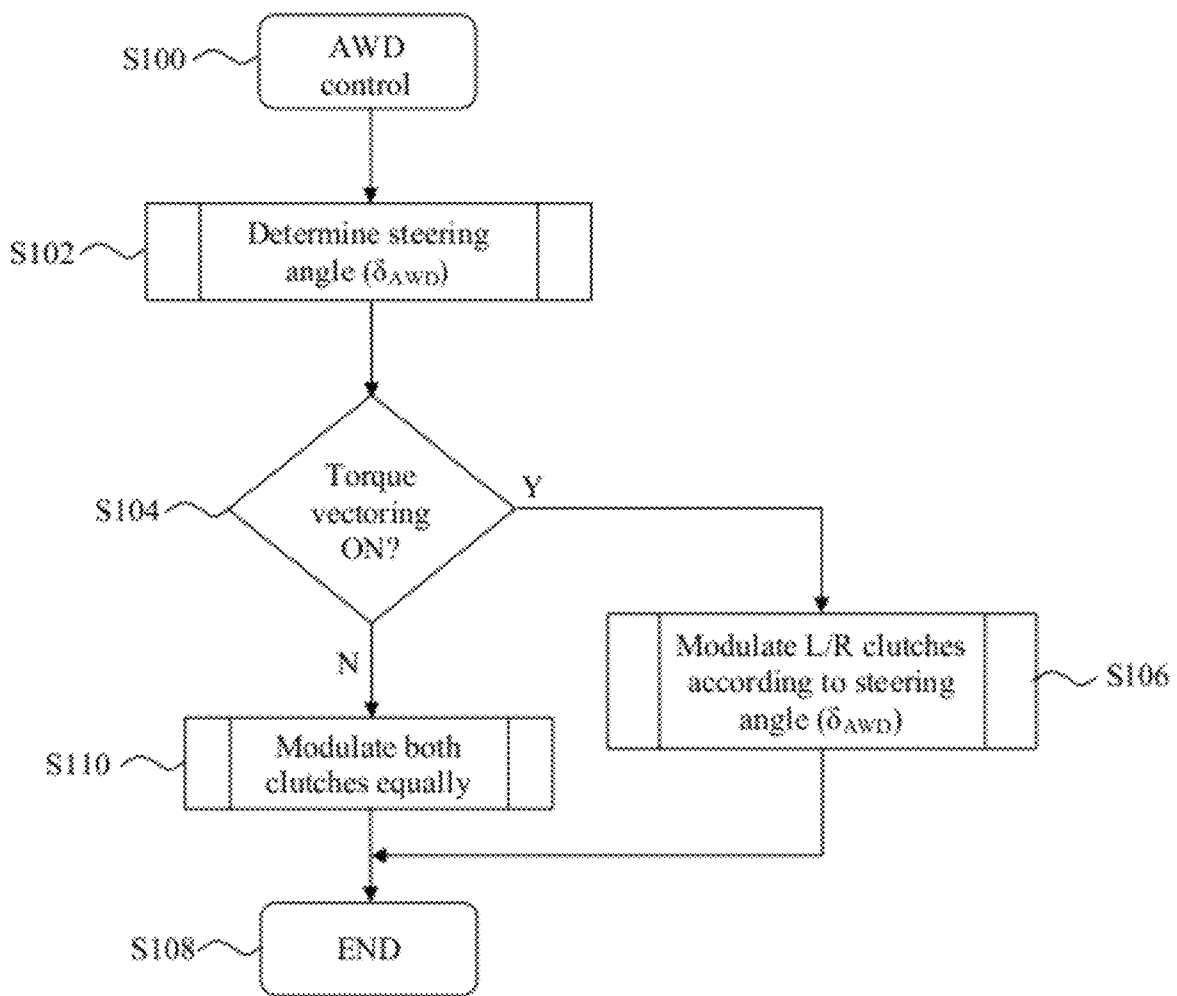 S100
AWD
control
S102
Determine steering
angle (δAWD)
S104
Torque
vectoring
ON?
Y
N
Modulate L/R clutches
according to steering
angle (δAWD)
S106
S110
Modulate both
clutches equally
S108
END